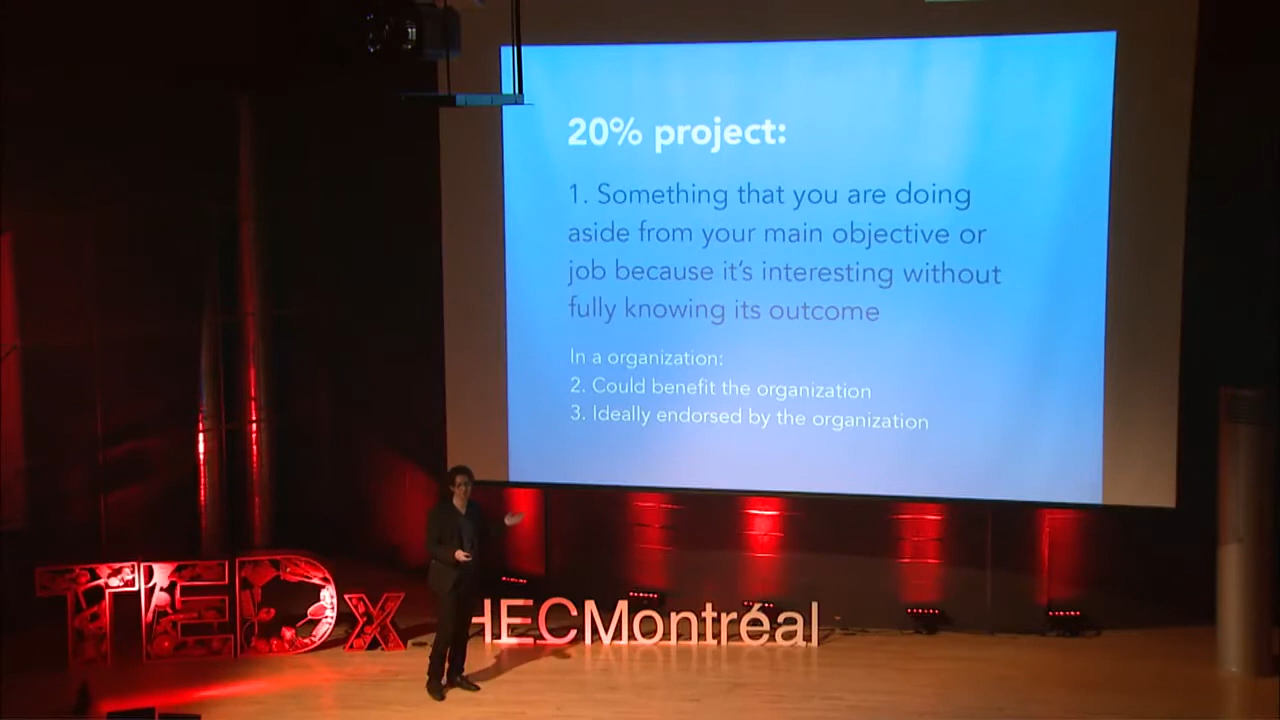 20% project:
1. Something that you are doing
aside from your main objective or
job because it's interesting without
fully knowing its outcome
In a organization:
2. Could benefit the organization
3. Ideally endorsed by the organization
TEDx HECMontréal